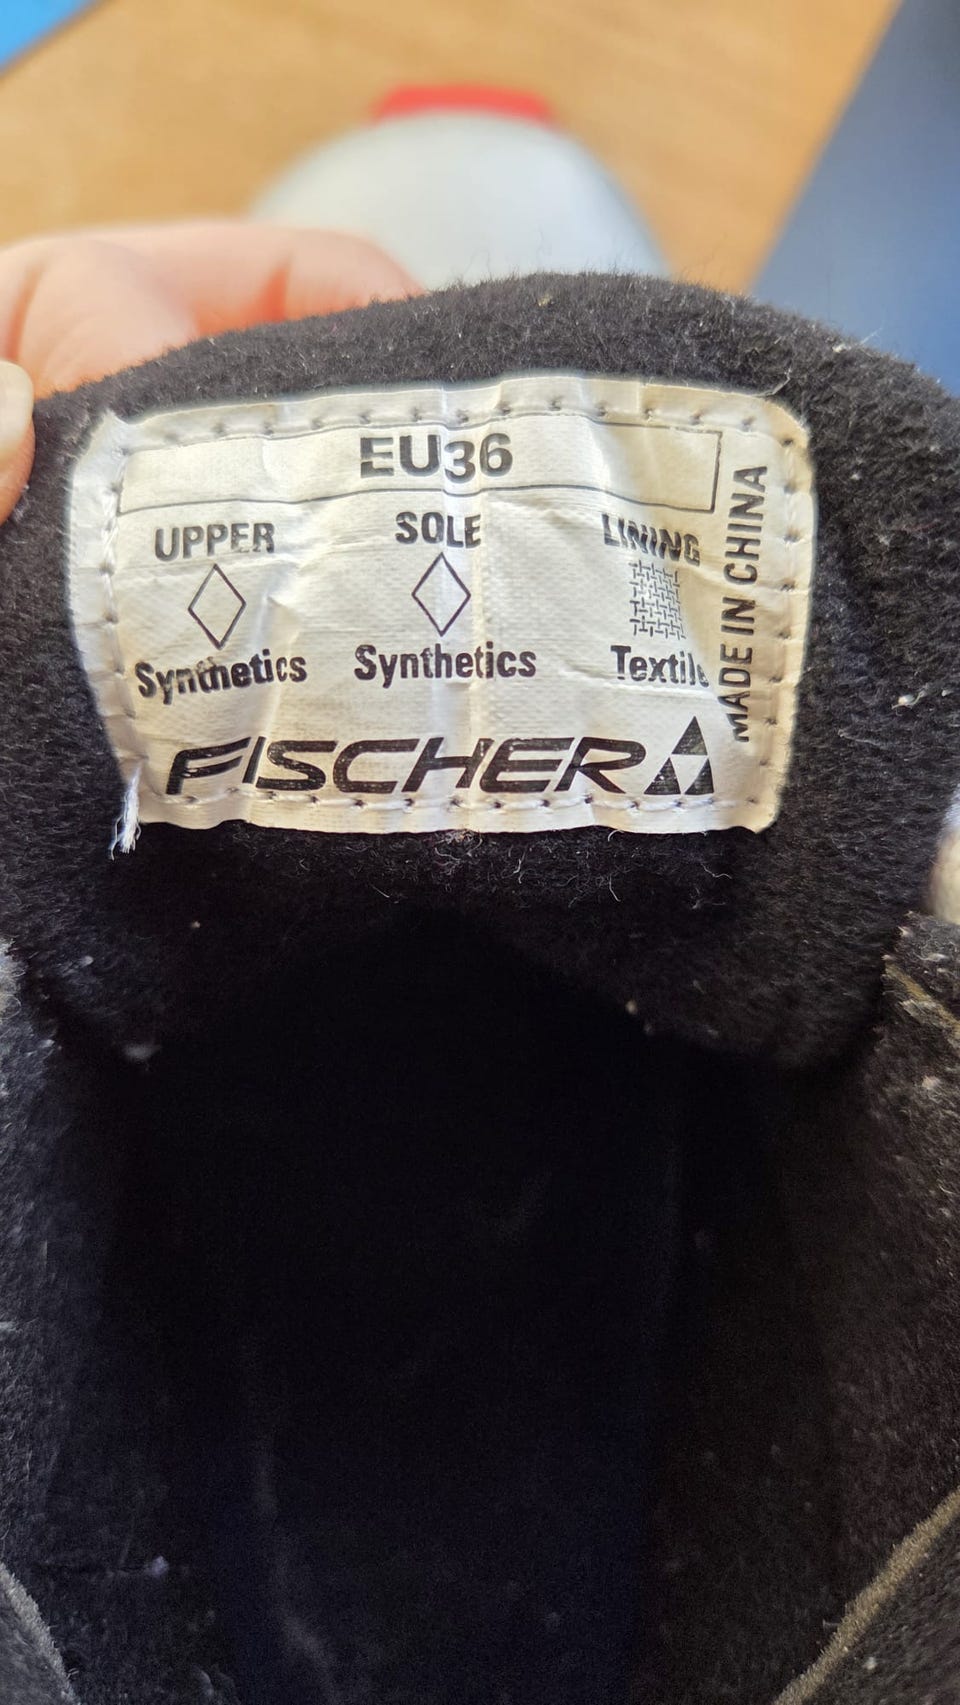 EU36
UPPER SOLE LINING
Synthetics Synthetics Textile
FISCHER
MADE IN CHINA